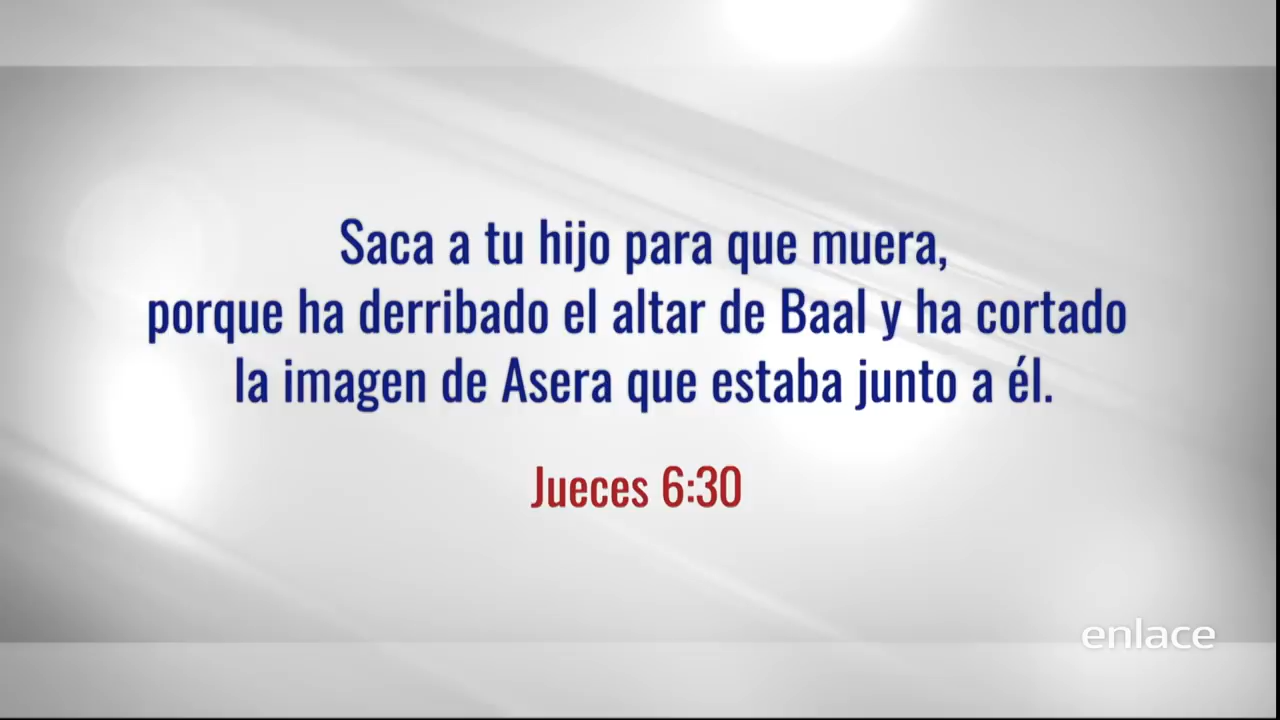 Saca a tu hijo para que muera,
porque ha derribado el altar de Baal y ha cortado
la imagen de Asera que estaba junto a él.
Jueces 6:30
enlace